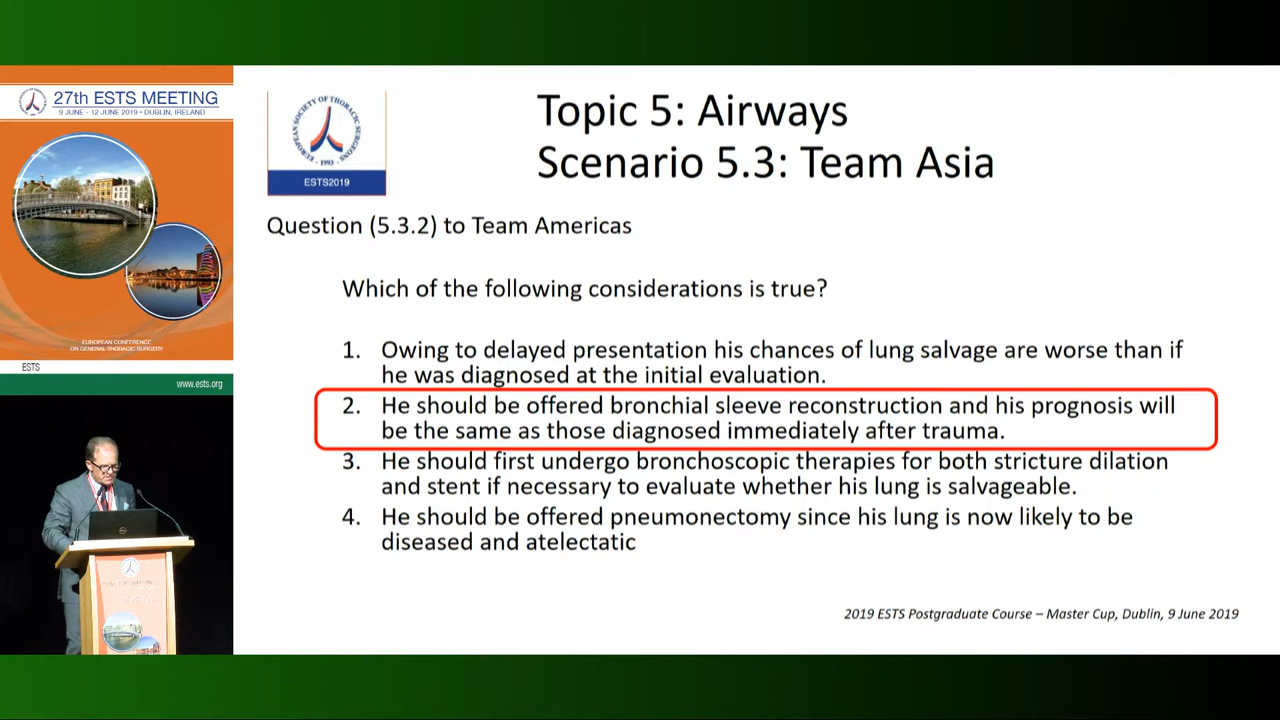 27th ESTS MEETING
9 JUNE - 12 JUNE 2019 • DUBLIN, IRELAND
EUROPEAN CONFERENCE
ON GENERAL THORACIC SURGERY
ESTS
www.ests.org
EUROPEAN SOCIETY OF THORACIC SURGEONS
• 1993 •
ESTS2019
Topic 5: Airways
Scenario 5.3: Team Asia
Question (5.3.2) to Team Americas
Which of the following considerations is true?
1. Owing to delayed presentation his chances of lung salvage are worse than if
he was diagnosed at the initial evaluation.
2. He should be offered bronchial sleeve reconstruction and his prognosis will
be the same as those diagnosed immediately after trauma.
3. He should first undergo bronchoscopic therapies for both stricture dilation
and stent if necessary to evaluate whether his lung is salvageable.
4. He should be offered pneumonectomy since his lung is now likely to be
diseased and atelectatic
2019 ESTS Postgraduate Course – Master Cup, Dublin, 9 June 2019